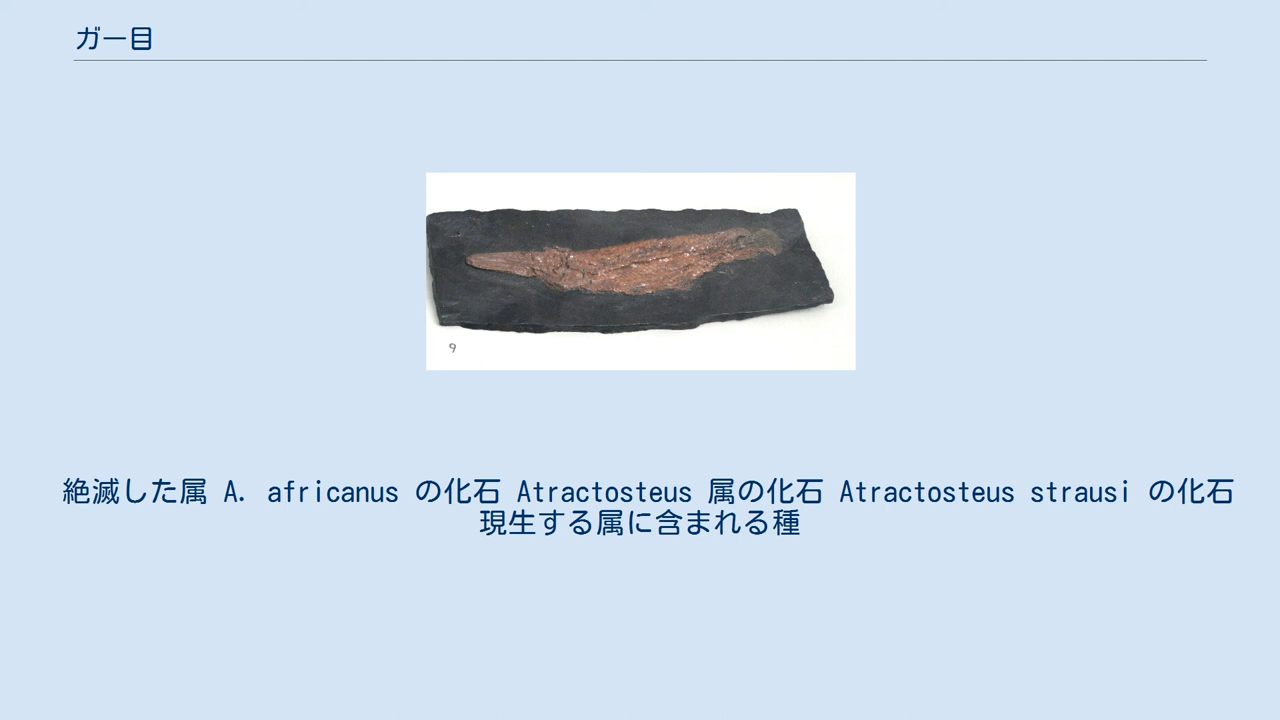 ガー目
9
絶滅した属 A. africanus の化石 Atractosteus 属の化石 Atractosteus strausi の化石
現生する属に含まれる種